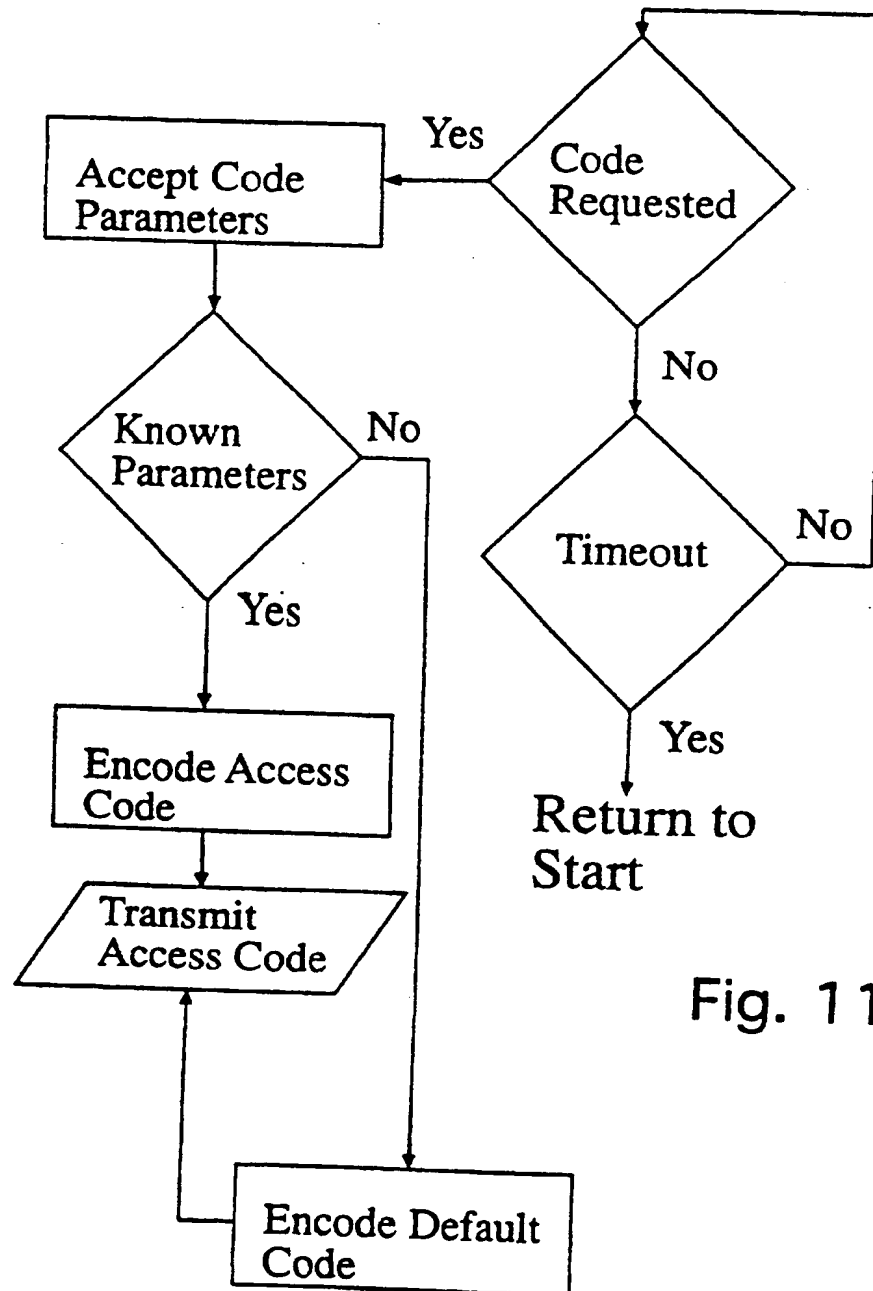 Yes
Code
Requested
Accept Code
Parameters
No
Known
Parameters
No
Timeout
No
Yes
Yes
Encode Access
Code
Return to
Start
Transmit
Access Code
Fig. 11
Encode Default
Code